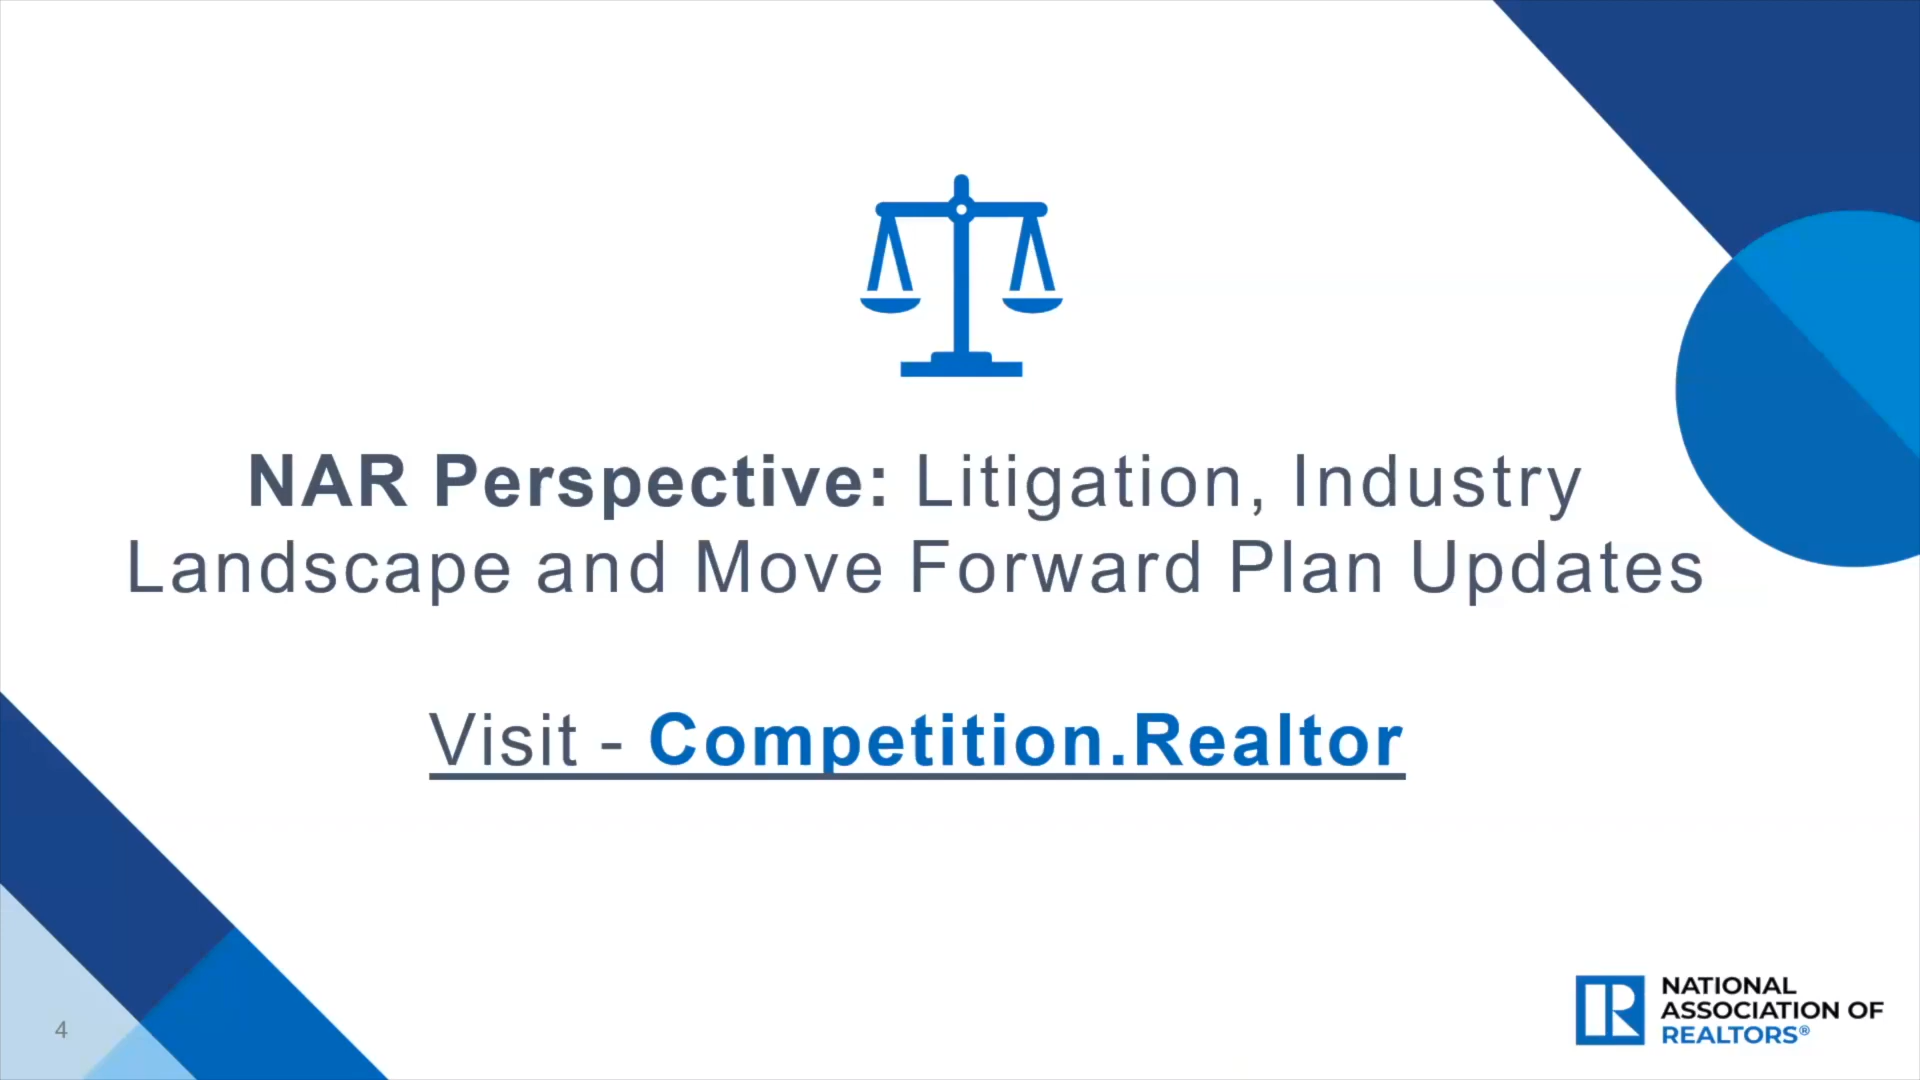 NAR Perspective: Litigation, Industry
Landscape and Move Forward Plan Updates
Visit - Competition.Realtor
4
NATIONAL
ASSOCIATION OF
REALTORS®